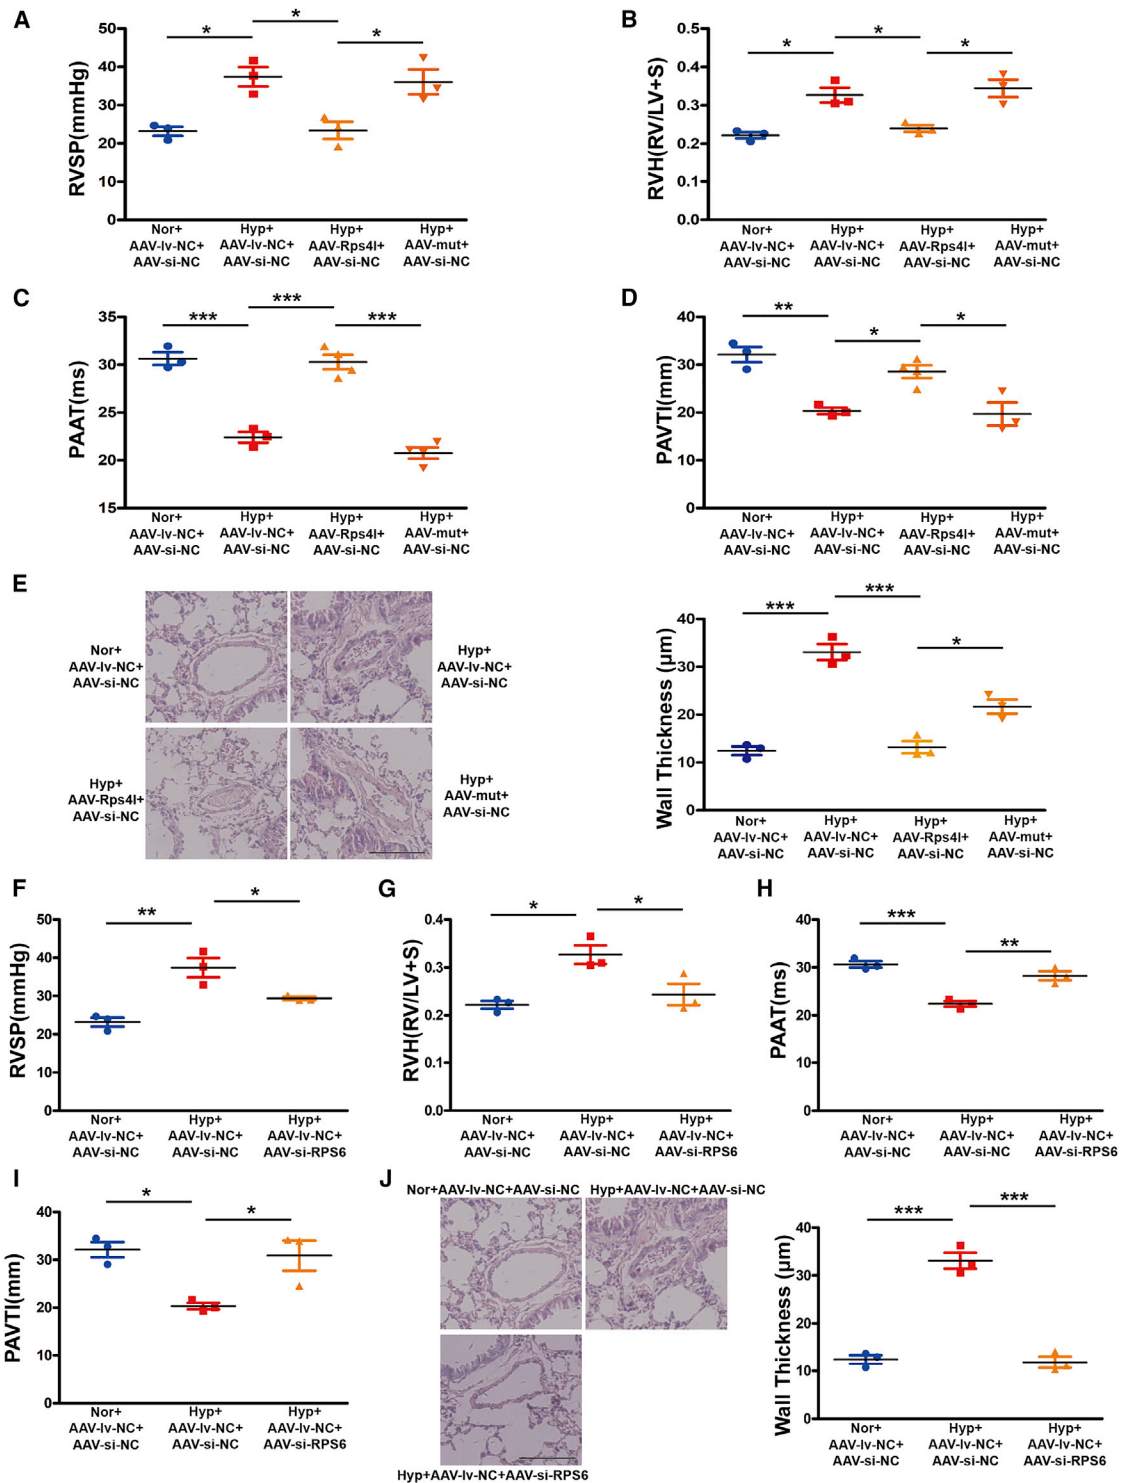 A
RVSP(mmHg)
50
40
30
20
10
0
*
*
*
Nor+
AAV-lv-NC+
AAV-si-NC
Hyp+
AAV-lv-NC+
AAV-si-NC
Hyp+
AAV-Rps4l+
AAV-si-NC
Hyp+
AAV-mut+
AAV-si-NC
B
RVH(RV/LV+S)
0.5
0.4
0.3
0.2
0.1
0.0
*
*
*
Nor+
AAV-lv-NC+
AAV-si-NC
Hyp+
AAV-lv-NC+
AAV-si-NC
Hyp+
AAV-Rps4l+
AAV-si-NC
Hyp+
AAV-mut+
AAV-si-NC
C
PAAT(ms)
35
30
25
20
15
***
***
***
Nor+
AAV-lv-NC+
AAV-si-NC
Hyp+
AAV-lv-NC+
AAV-si-NC
Hyp+
AAV-Rps4l+
AAV-si-NC
Hyp+
AAV-mut+
AAV-si-NC
D
PAVTI(mm)
40
30
20
10
0
**
*
*
Nor+
AAV-lv-NC+
AAV-si-NC
Hyp+
AAV-lv-NC+
AAV-si-NC
Hyp+
AAV-Rps4l+
AAV-si-NC
Hyp+
AAV-mut+
AAV-si-NC
E
Nor+
AAV-lv-NC+
AAV-si-NC
Hyp+
AAV-lv-NC+
AAV-si-NC
Hyp+
AAV-Rps4l+
AAV-si-NC
Hyp+
AAV-mut+
AAV-si-NC
Wall Thickness (μm)
40
30
20
10
0
***
***
*
Nor+
AAV-lv-NC+
AAV-si-NC
Hyp+
AAV-lv-NC+
AAV-si-NC
Hyp+
AAV-Rps4l+
AAV-si-NC
Hyp+
AAV-mut+
AAV-si-NC
F
RVSP(mmHg)
50
40
30
20
10
0
**
*
Nor+
AAV-lv-NC+
AAV-si-NC
Hyp+
AAV-lv-NC+
AAV-si-NC
Hyp+
AAV-lv-NC+
AAV-si-RPS6
G
RVH(RV/LV+S)
0.4
0.3
0.2
0.1
0.0
*
*
Nor+
AAV-lv-NC+
AAV-si-NC
Hyp+
AAV-lv-NC+
AAV-si-NC
Hyp+
AAV-lv-NC+
AAV-si-RPS6
H
PAAT(ms)
40
30
20
10
0
***
**
Nor+
AAV-lv-NC+
AAV-si-NC
Hyp+
AAV-lv-NC+
AAV-si-NC
Hyp+
AAV-lv-NC+
AAV-si-RPS6
I
PAVTI(mm)
40
30
20
10
0
*
*
Nor+
AAV-lv-NC+
AAV-si-NC
Hyp+
AAV-lv-NC+
AAV-si-NC
Hyp+
AAV-lv-NC+
AAV-si-RPS6
J
Nor+AAV-lv-NC+AAV-si-NC
Hyp+AAV-lv-NC+AAV-si-NC
Hyp+AAV-lv-NC+AAV-si-RPS6
Wall Thickness (μm)
40
30
20
10
0
***
***
Nor+
AAV-lv-NC+
AAV-si-NC
Hyp+
AAV-lv-NC+
AAV-si-NC
Hyp+
AAV-lv-NC+
AAV-si-RPS6